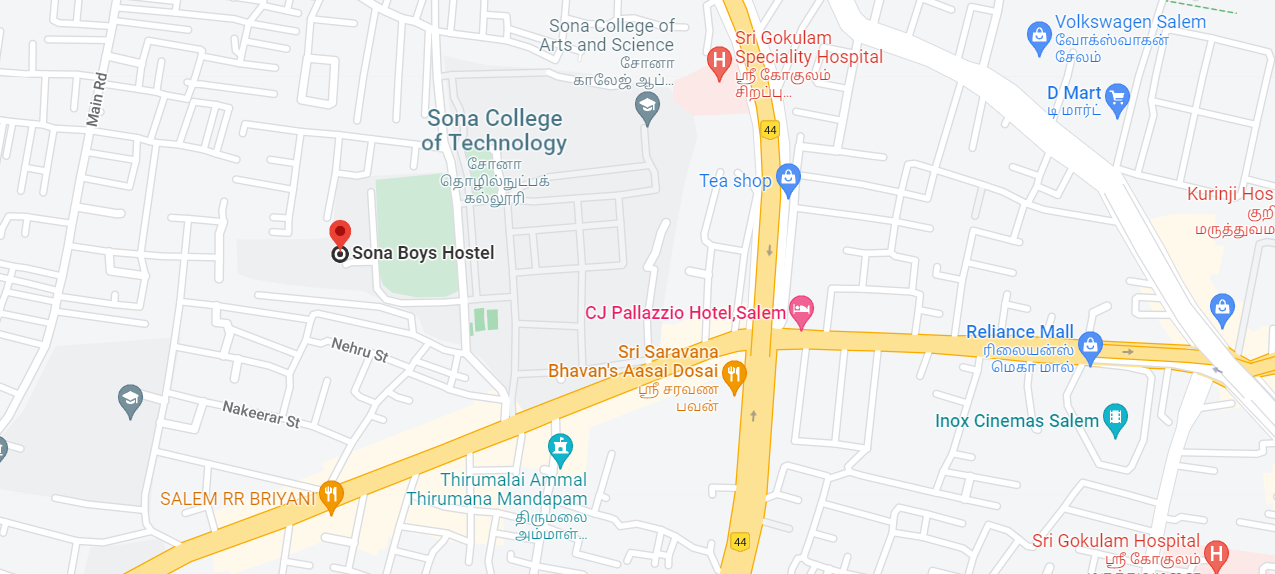 Sona College of
Arts and Science
சோனா
காலேஜ் ஆப்...
Sri Gokulam
Speciality Hospital
ஸ்ரீ கோகுலம்
சிறப்பு...
Volkswagen Salem
வோக்ஸ்வாகன்
சேலம்
Main Rd
D Mart
டி மார்ட்
Sona College
of Technology
சோனா
தொழில்நுட்பக்
கல்லூரி
44
Tea shop
Kurinji Hos
குறி
மருத்துவம
Sona Boys Hostel
CJ Pallazzio Hotel,Salem
Reliance Mall
ரிலையன்ஸ்
மெகா மால்
Nehru St
Sri Saravana
Bhavan's Aasai Dosai
ஸ்ரீ சரவண
பவன்
Nakeerar St
Inox Cinemas Salem
Thirumalai Ammal
Thirumana Mandapam
திருமலை
அம்மாள்...
SALEM RR BRIYANI
44
Sri Gokulam Hospital
ஸ்ரீ கோகுலம்